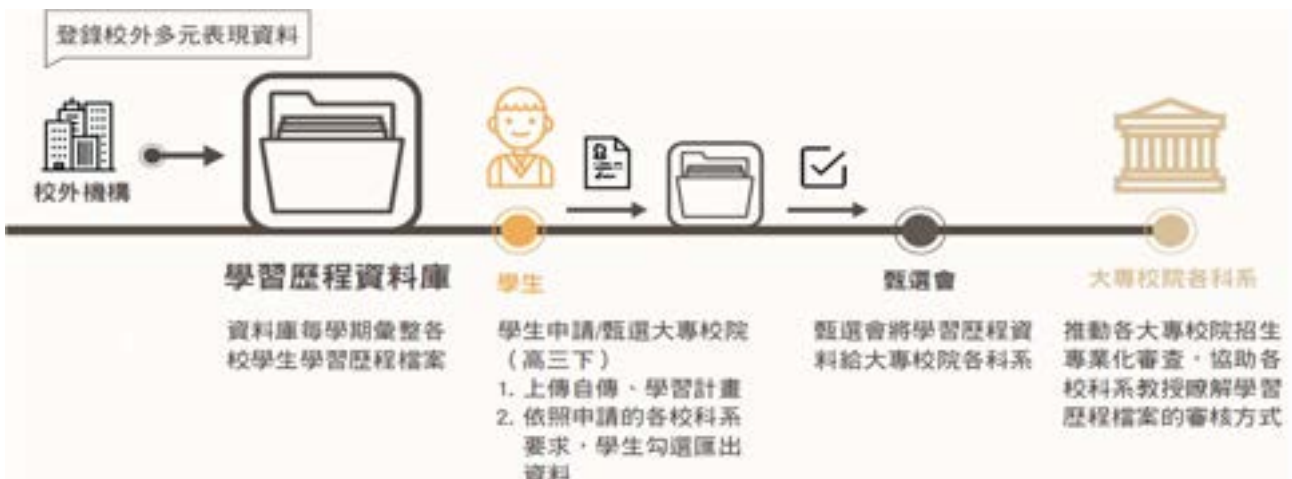 登錄校外多元表現資料
校外機構
學習歷程資料庫
資料庫每學期彙整各
校學生學習歷程檔案
學生
學生申請/甄選大專校院
（高三下）
1. 上傳自傳、學習計畫
2. 依照申請的各校科系
要求，學生勾選匯出
資料
甄選會
甄選會將學習歷程資
料給大專校院各科系
大專校院各科系
推動各大專校院招生
專業化審查，協助各
校科系教授瞭解學習
歷程檔案的審核方式